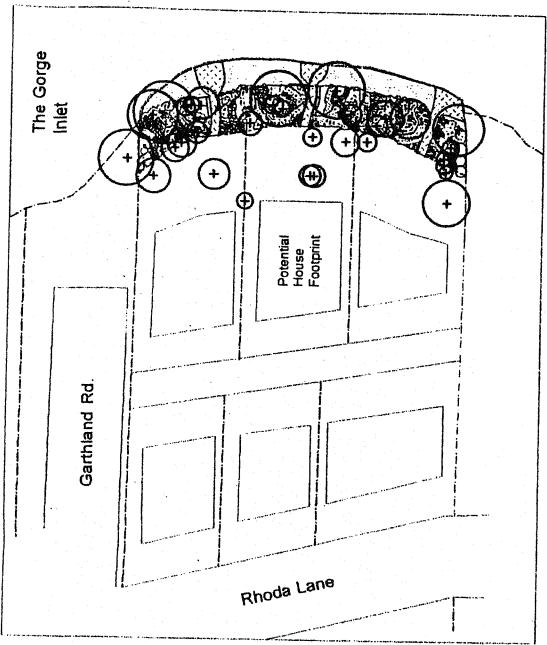 The Gorge
Inlet
Potential
House
Footprint
Garthland Rd.
Rhoda Lane